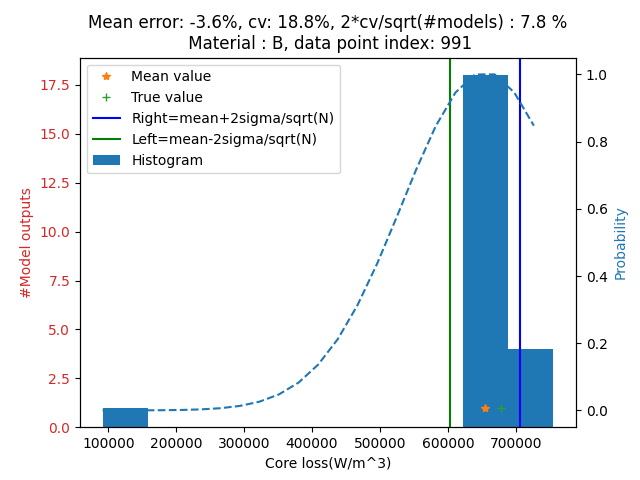 Mean error: -3.6%, cv: 18.8%, 2*cv/sqrt(#models) : 7.8 %
Material : B, data point index: 991
Mean value
True value
Right=mean+2sigma/sqrt(N)
Left=mean-2sigma/sqrt(N)
Histogram
#Model outputs
17.5
15.0
12.5
10.0
7.5
5.0
2.5
0.0
1.0
0.8
0.6
0.4
0.2
0.0
Probability
100000 200000 300000 400000 500000 600000 700000
Core loss(W/m^3)